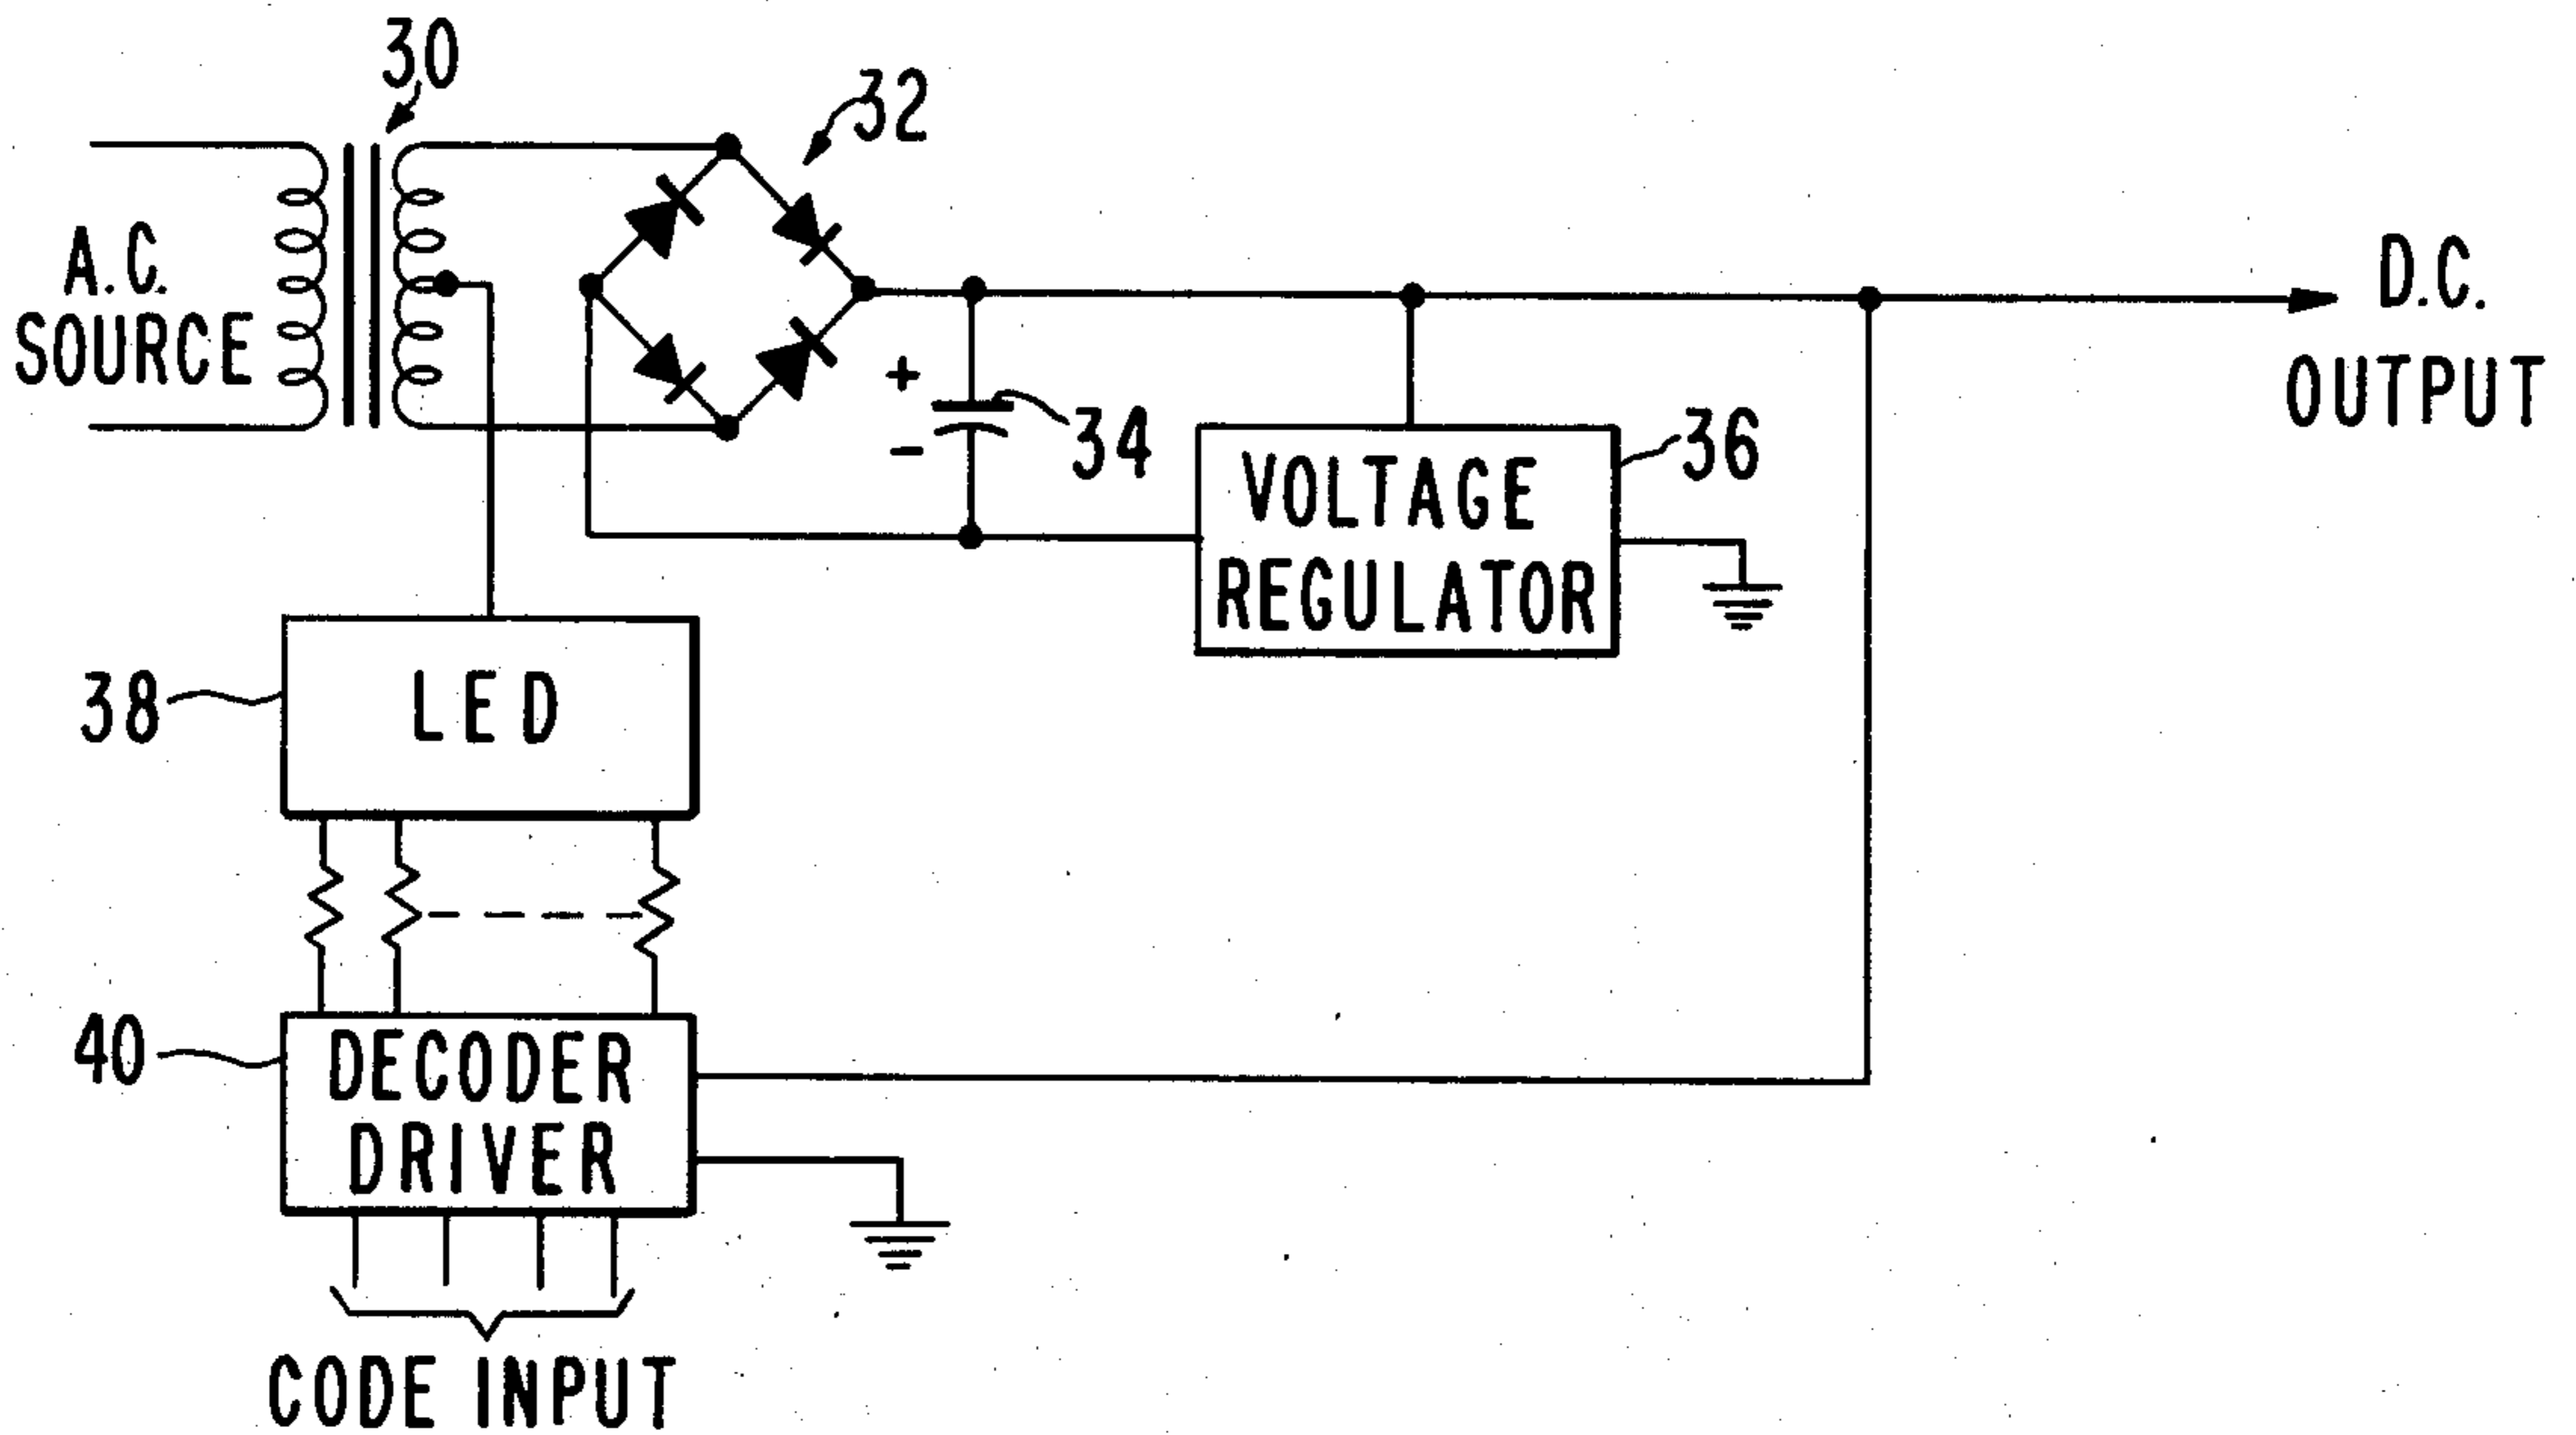 30
32
A.C.
SOURCE
D.C.
OUTPUT
+
-
34
36
VOLTAGE
REGULATOR
38
LED
40
DECODER
DRIVER
CODE INPUT